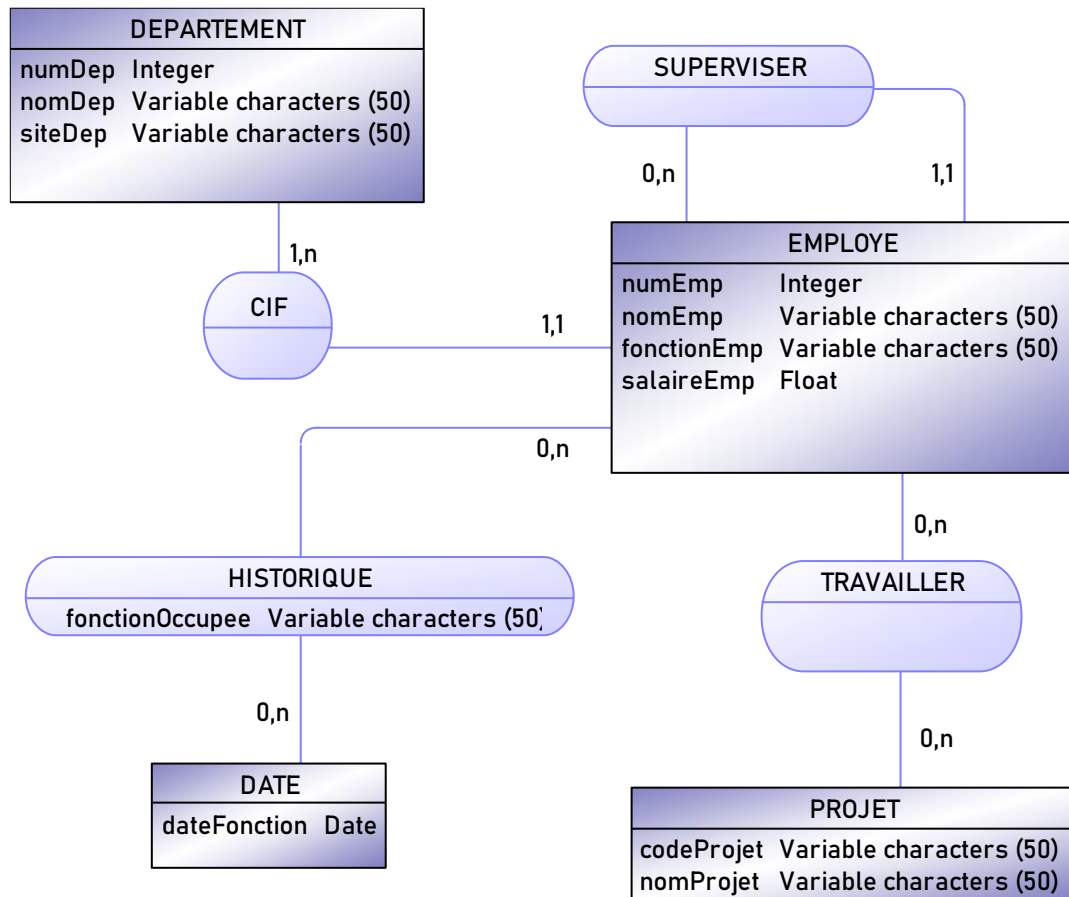 DEPARTEMENT
numDep Integer
nomDep Variable characters (50)
siteDep Variable characters (50)
SUPERVISER
0,n
1,1
1,n
CIF
1,1
EMPLOYE
numEmp Integer
nomEmp Variable characters (50)
fonctionEmp Variable characters (50)
salaireEmp Float
0,n
0,n
HISTORIQUE
fonctionOccupee Variable characters (50)
TRAVAILLER
0,n
0,n
DATE
dateFonction Date
PROJET
codeProjet Variable characters (50)
nomProjet Variable characters (50)